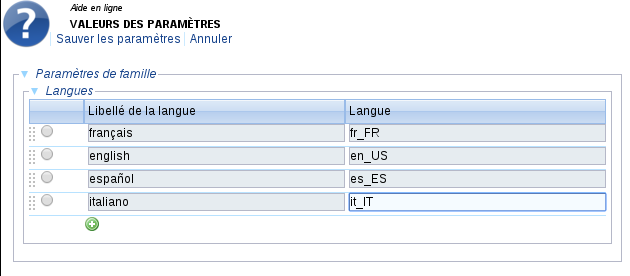 Aide en ligne
VALEURS DES PARAMÈTRES
Sauver les paramètres Annuler
Paramètres de famille
Langues
Libellé de la langue Langue
français fr_FR
english en_US
español es_ES
italiano it_IT